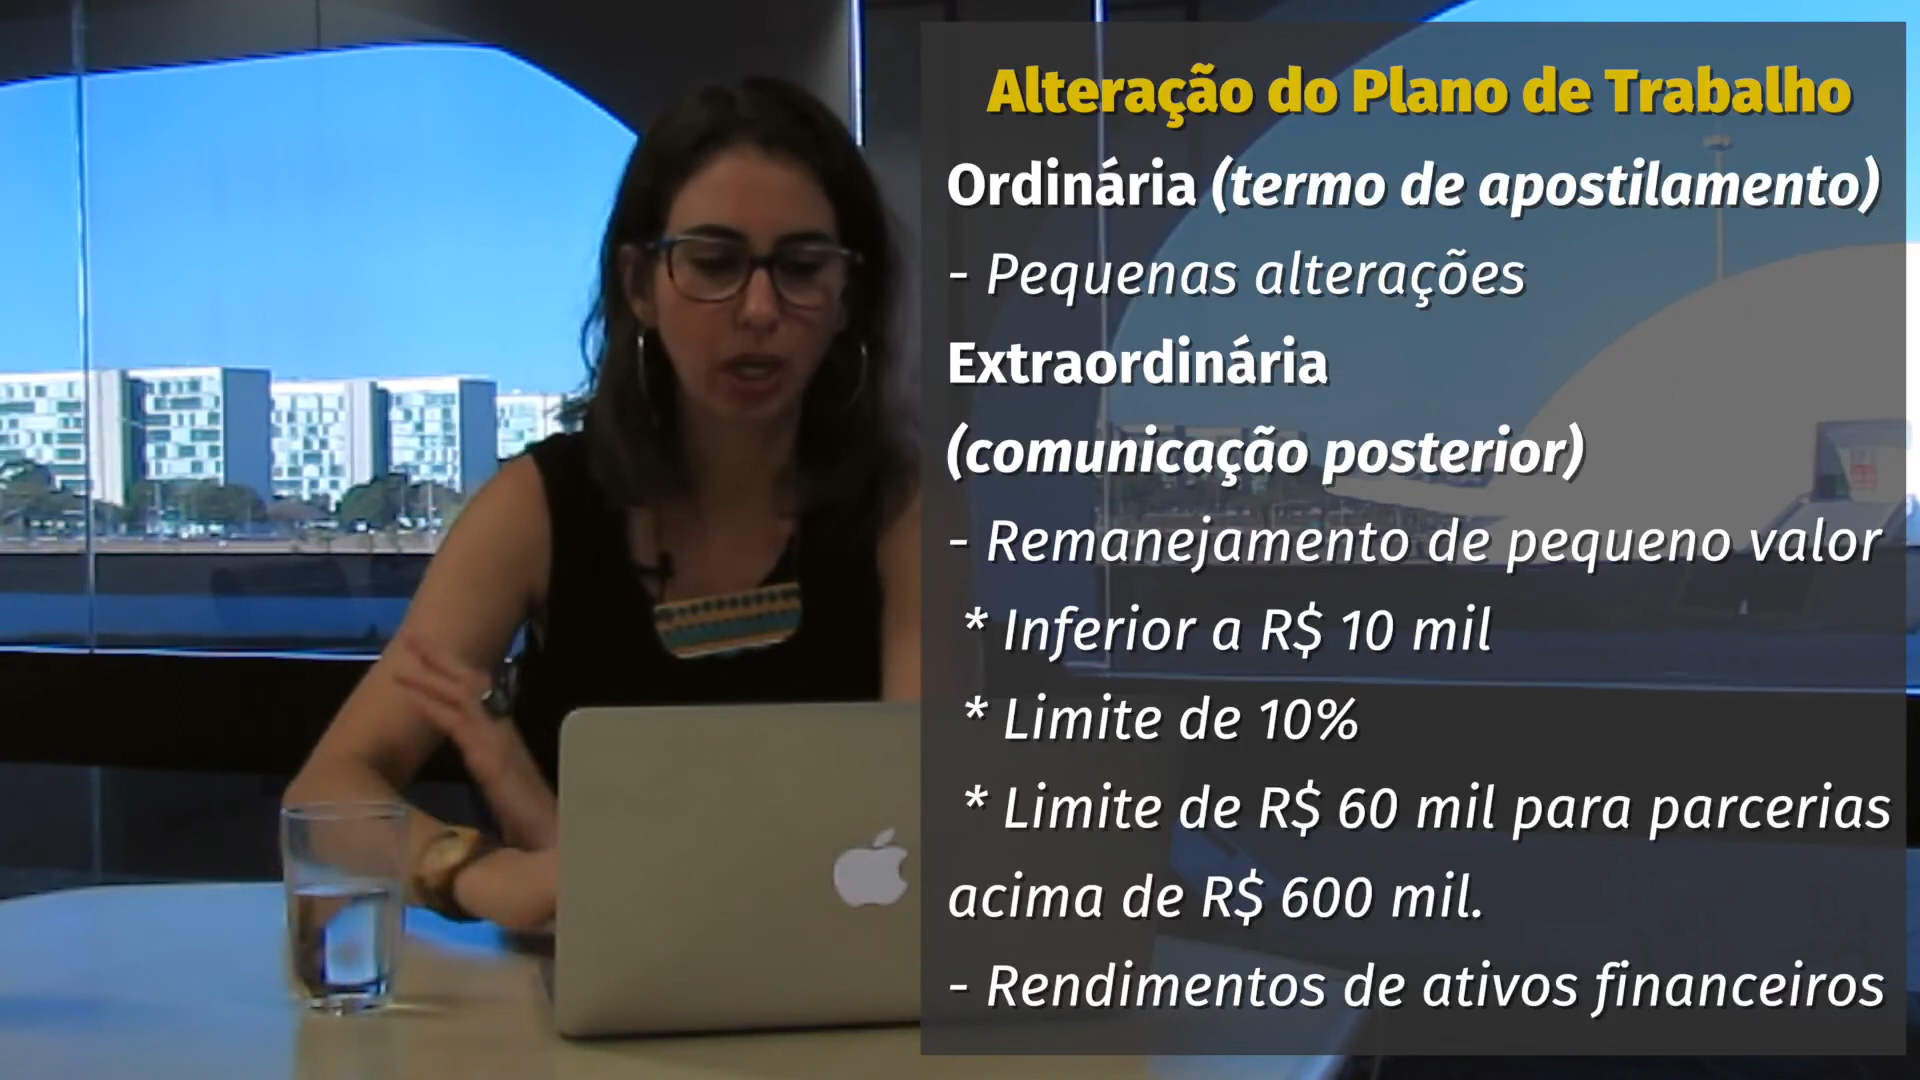 Alteração do Plano de Trabalho
Ordinária (termo de apostilamento)
- Pequenas alterações
Extraordinária
(comunicação posterior)
- Remanejamento de pequeno valor
* Inferior a R$ 10 mil
* Limite de 10%
* Limite de R$ 60 mil para parcerias
acima de R$ 600 mil.
- Rendimentos de ativos financeiros